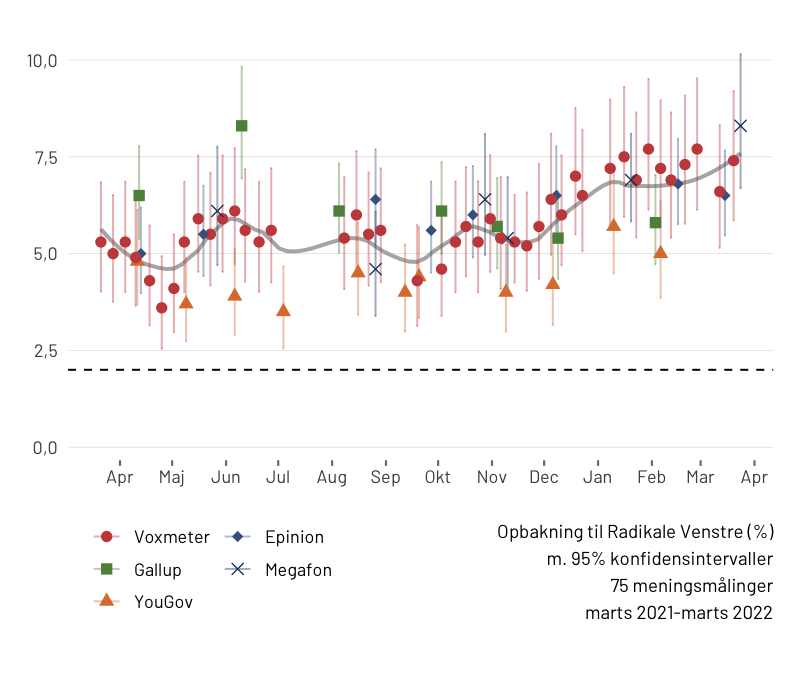 10,0
7,5
5,0
2,5
0,0
Apr Maj Jun Jul Aug Sep Okt Nov Dec Jan Feb Mar Apr
Voxmeter Epinion
Gallup Megafon
YouGov
Opbakning til Radikale Venstre (%)
m. 95% konfidensintervaller
75 meningsmålinger
marts 2021-marts 2022